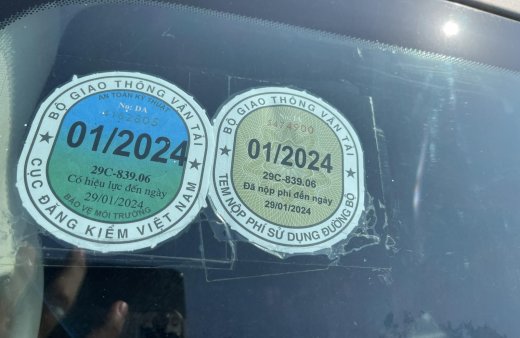 BỘ GIAO THÔNG VẬN TẢI
AN TOÀN KỸ THUẬT
No: DA
01/2024
29C-839.06
Có hiệu lực đến ngày
29/01/2024
BẢO VỆ MÔI TRƯỜNG
CỤC ĐĂNG KIỂM VIỆT NAM
BỘ GIAO THÔNG VẬN TẢI
01/2024
29C-839.06
Đã nộp phí đến ngày
29/01/2024
TEM NỘP PHÍ SỬ DỤNG ĐƯỜNG BỘ